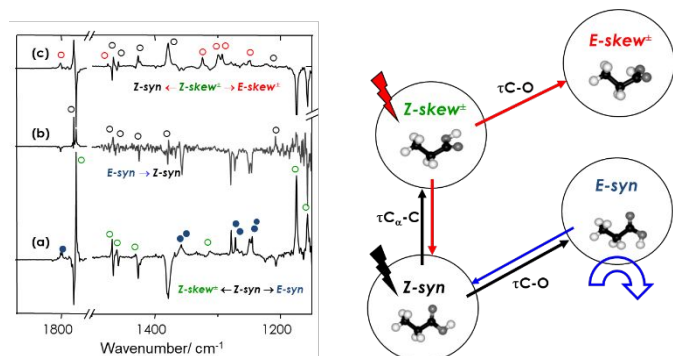 (c)
Z-syn ← Z-skew± → E-skew±
(b)
E-syn → Z-syn
(a)
Z-skew± ← Z-syn → E-syn
1800 1400 1200
Wavenumber/ cm⁻¹
E-skew±
τC-O
Z-skew±
E-syn
τCα-C
Z-syn
τC-O